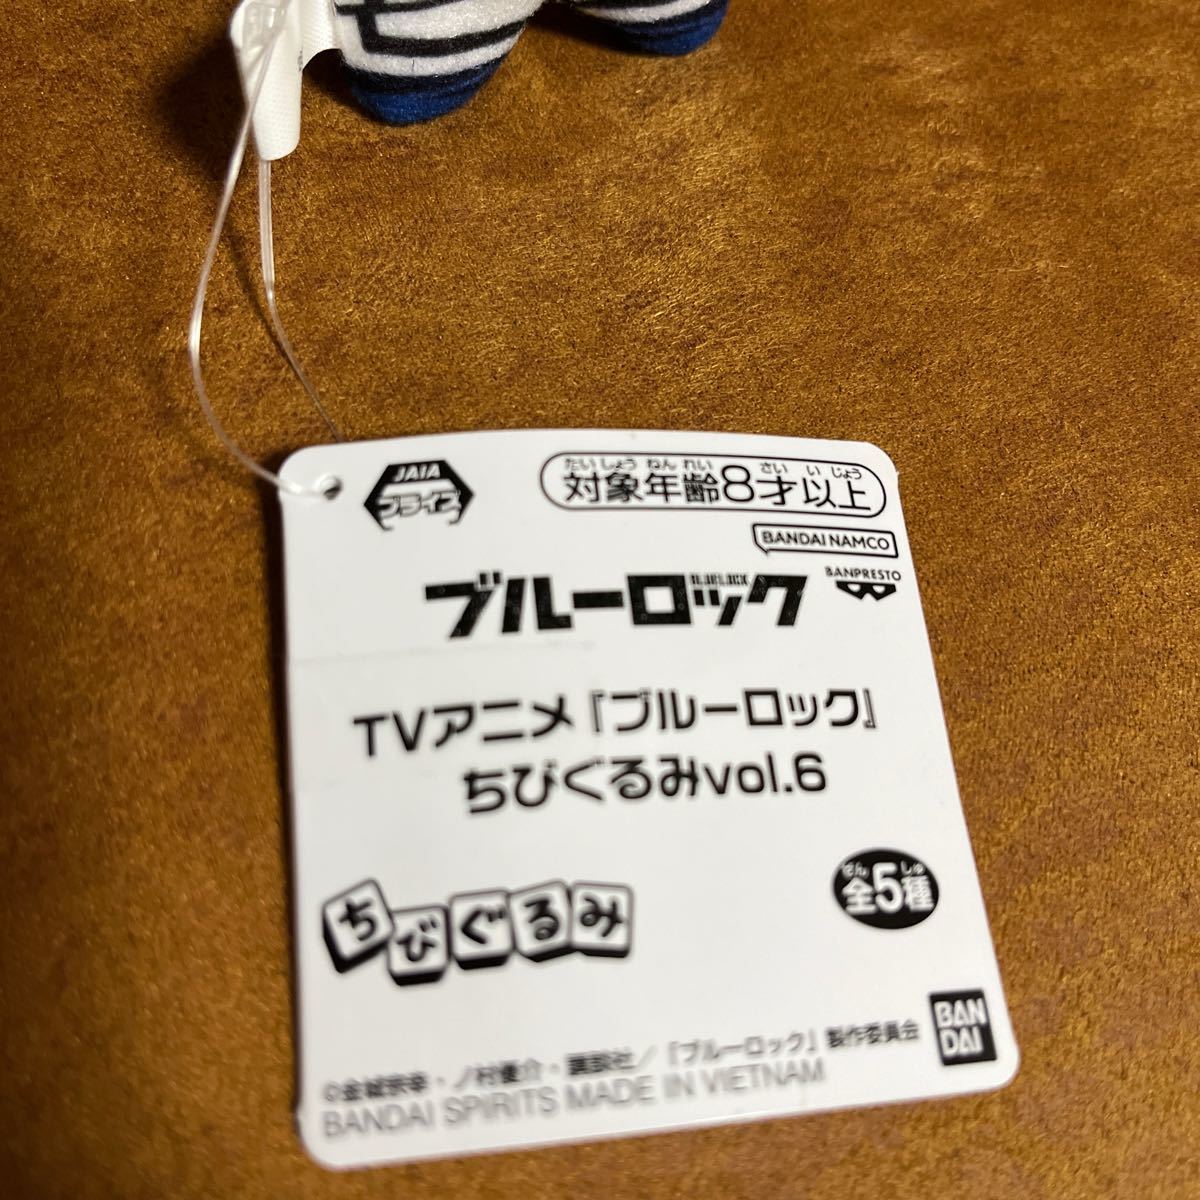 JAIA
プライズ
たいしょうねんれい さいいじょう
対象年齢8才以上
BANDAI NAMCO
BANPRESTO
BLUELOCK
ブルーロック
TVアニメ『ブルーロック』
ちびぐるみvol.6
ぜん しゅ
全5種
ちびぐるみ
©金城宗幸・ノ村優介・講談社/「ブルーロック」製作委員会
BANDAI SPIRITS MADE IN VIETNAM
BAN
DAI